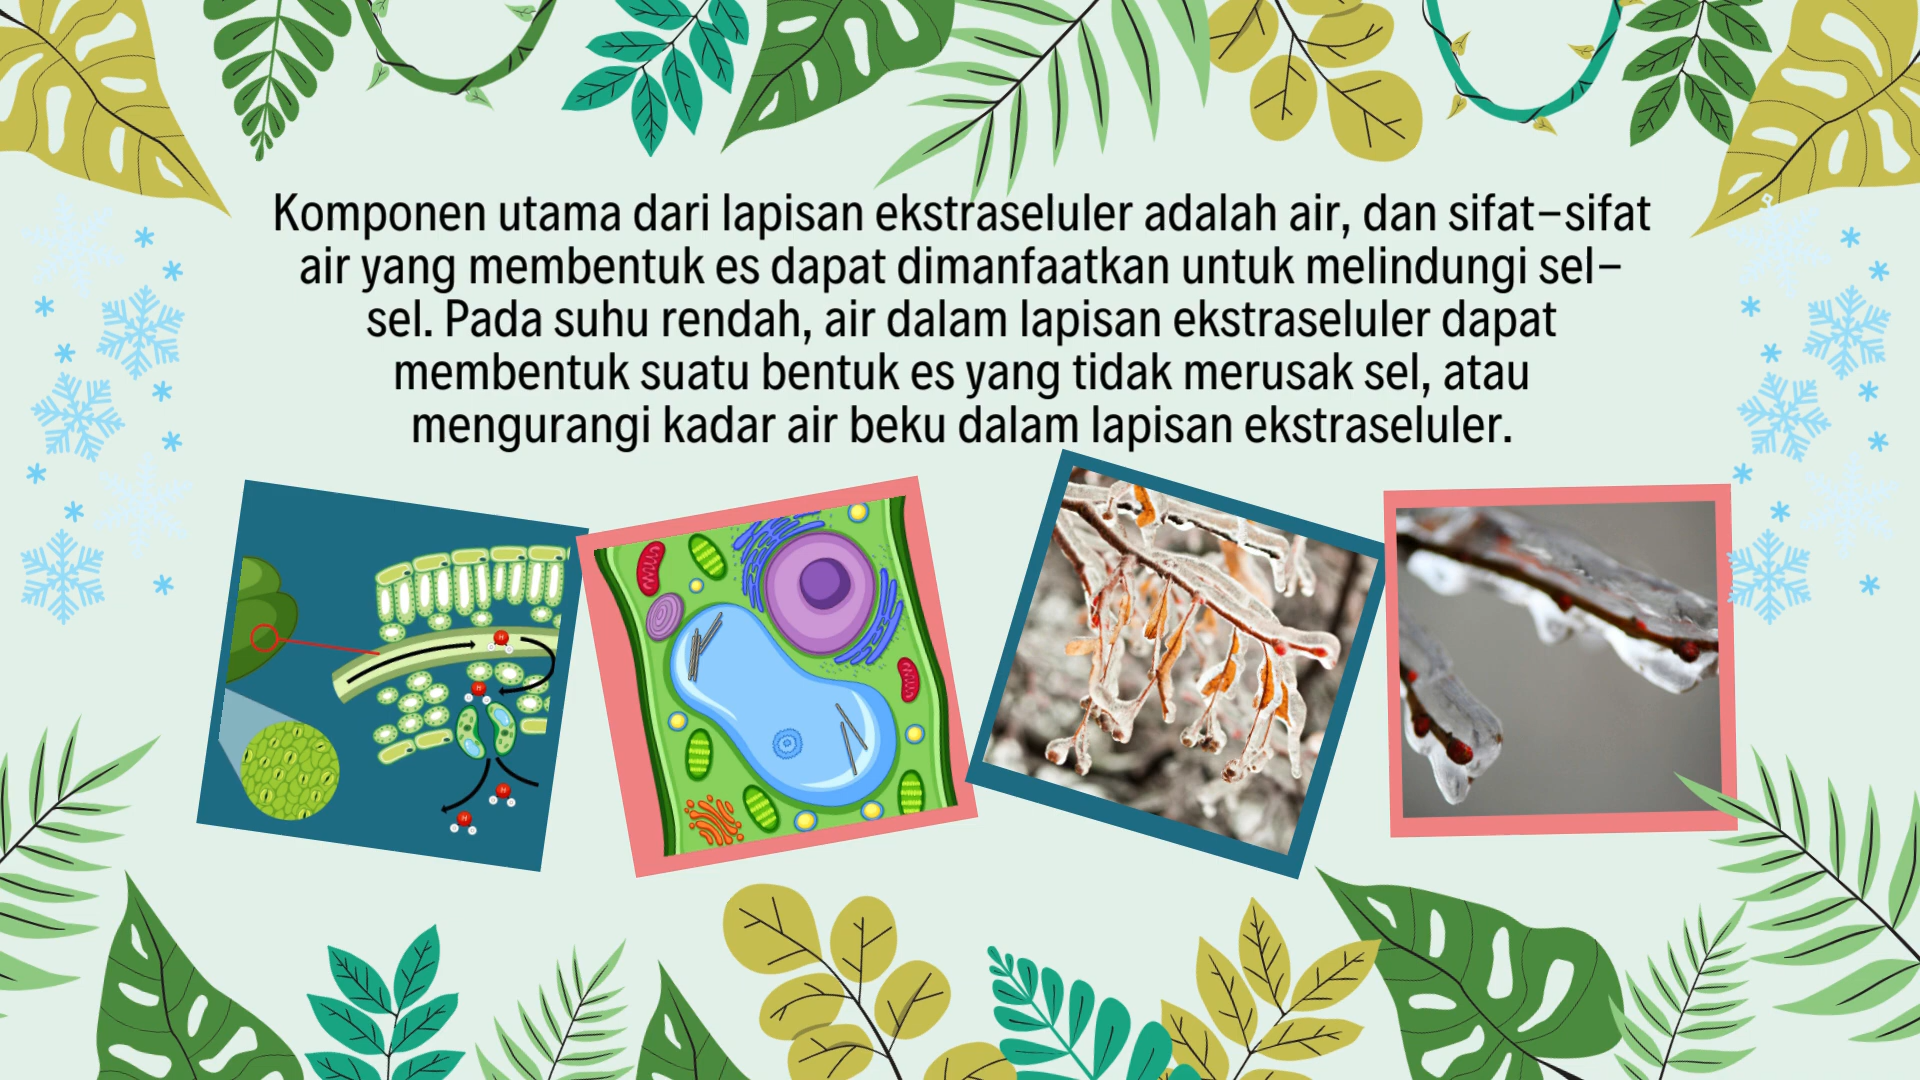 Komponen utama dari lapisan ekstraseluler adalah air, dan sifat-sifat
air yang membentuk es dapat dimanfaatkan untuk melindungi sel-
sel. Pada suhu rendah, air dalam lapisan ekstraseluler dapat
membentuk suatu bentuk es yang tidak merusak sel, atau
mengurangi kadar air beku dalam lapisan ekstraseluler.
H
H
H
H